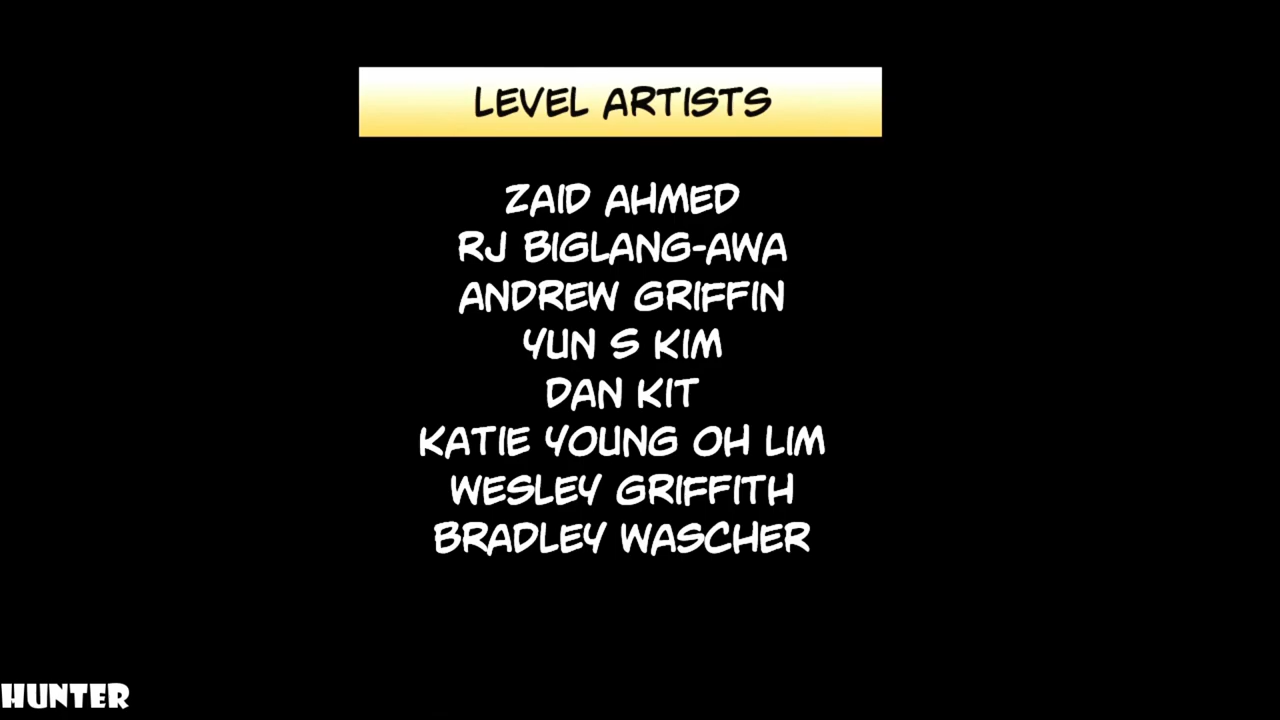 LEVEL ARTISTS
ZAID AHMED
RJ BIGLANG-AWA
ANDREW GRIFFIN
YUN S KIM
DAN KIT
KATIE YOUNG OH LIM
WESLEY GRIFFITH
BRADLEY WASCHER
HUNTER